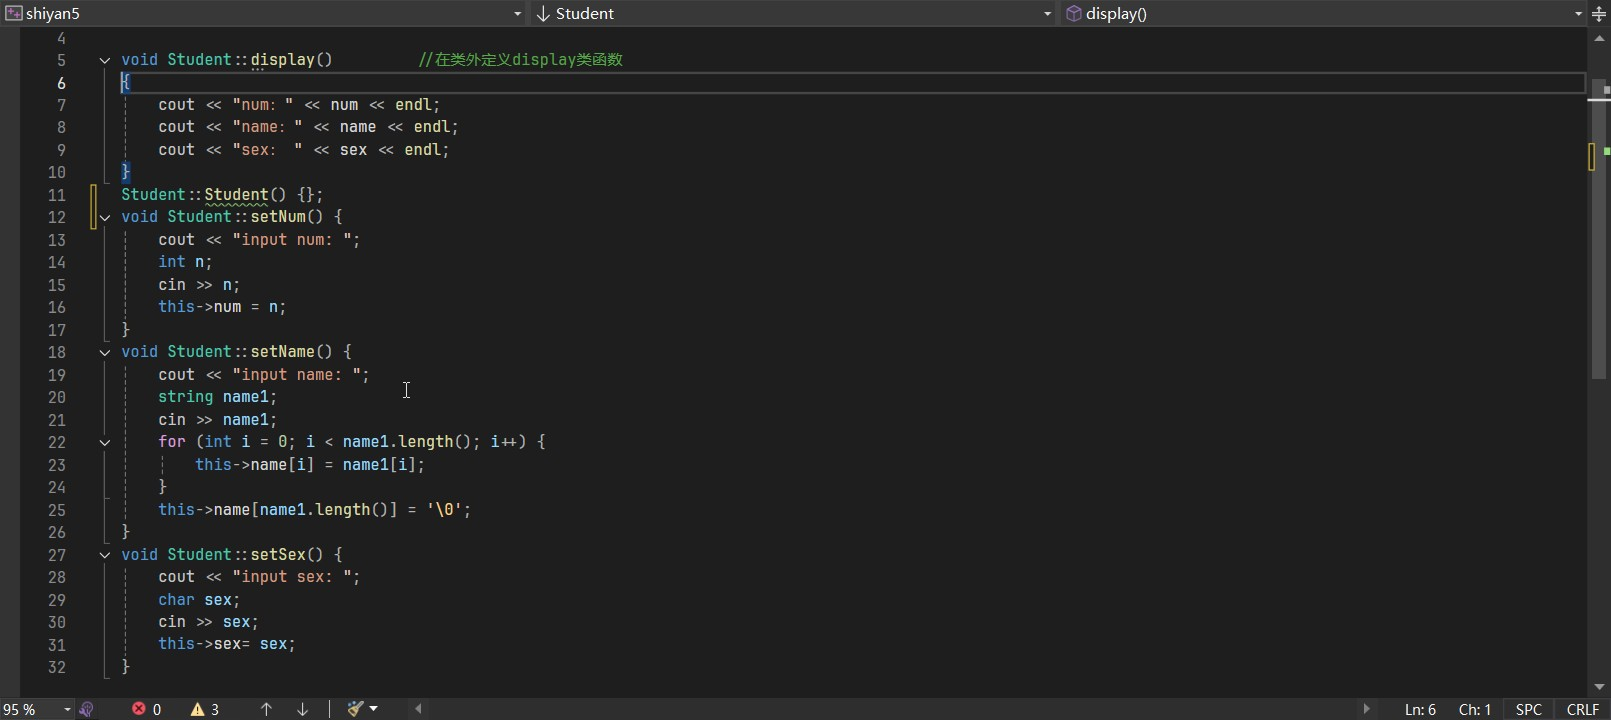 shiyan5 Student display()
4
5 void Student::display() //在类外定义display类函数
6 {
7 cout << "num: " << num << endl;
8 cout << "name: " << name << endl;
9 cout << "sex:  " << sex << endl;
10 }
11 Student::Student() {};
12 void Student::setNum() {
13 cout << "input num: ";
14 int n;
15 cin >> n;
16 this->num = n;
17 }
18 void Student::setName() {
19 cout << "input name: ";
20 string name1;
21 cin >> name1;
22 for (int i = 0; i < name1.length(); i++) {
23 this->name[i] = name1[i];
24 }
25 this->name[name1.length()] = '\0';
26 }
27 void Student::setSex() {
28 cout << "input sex: ";
29 char sex;
30 cin >> sex;
31 this->sex= sex;
32 }
95 % 0 3 Ln: 6 Ch: 1 SPC CRLF